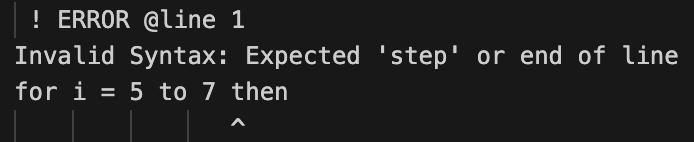 ! ERROR @line 1
Invalid Syntax: Expected 'step' or end of line
for i = 5 to 7 then
^